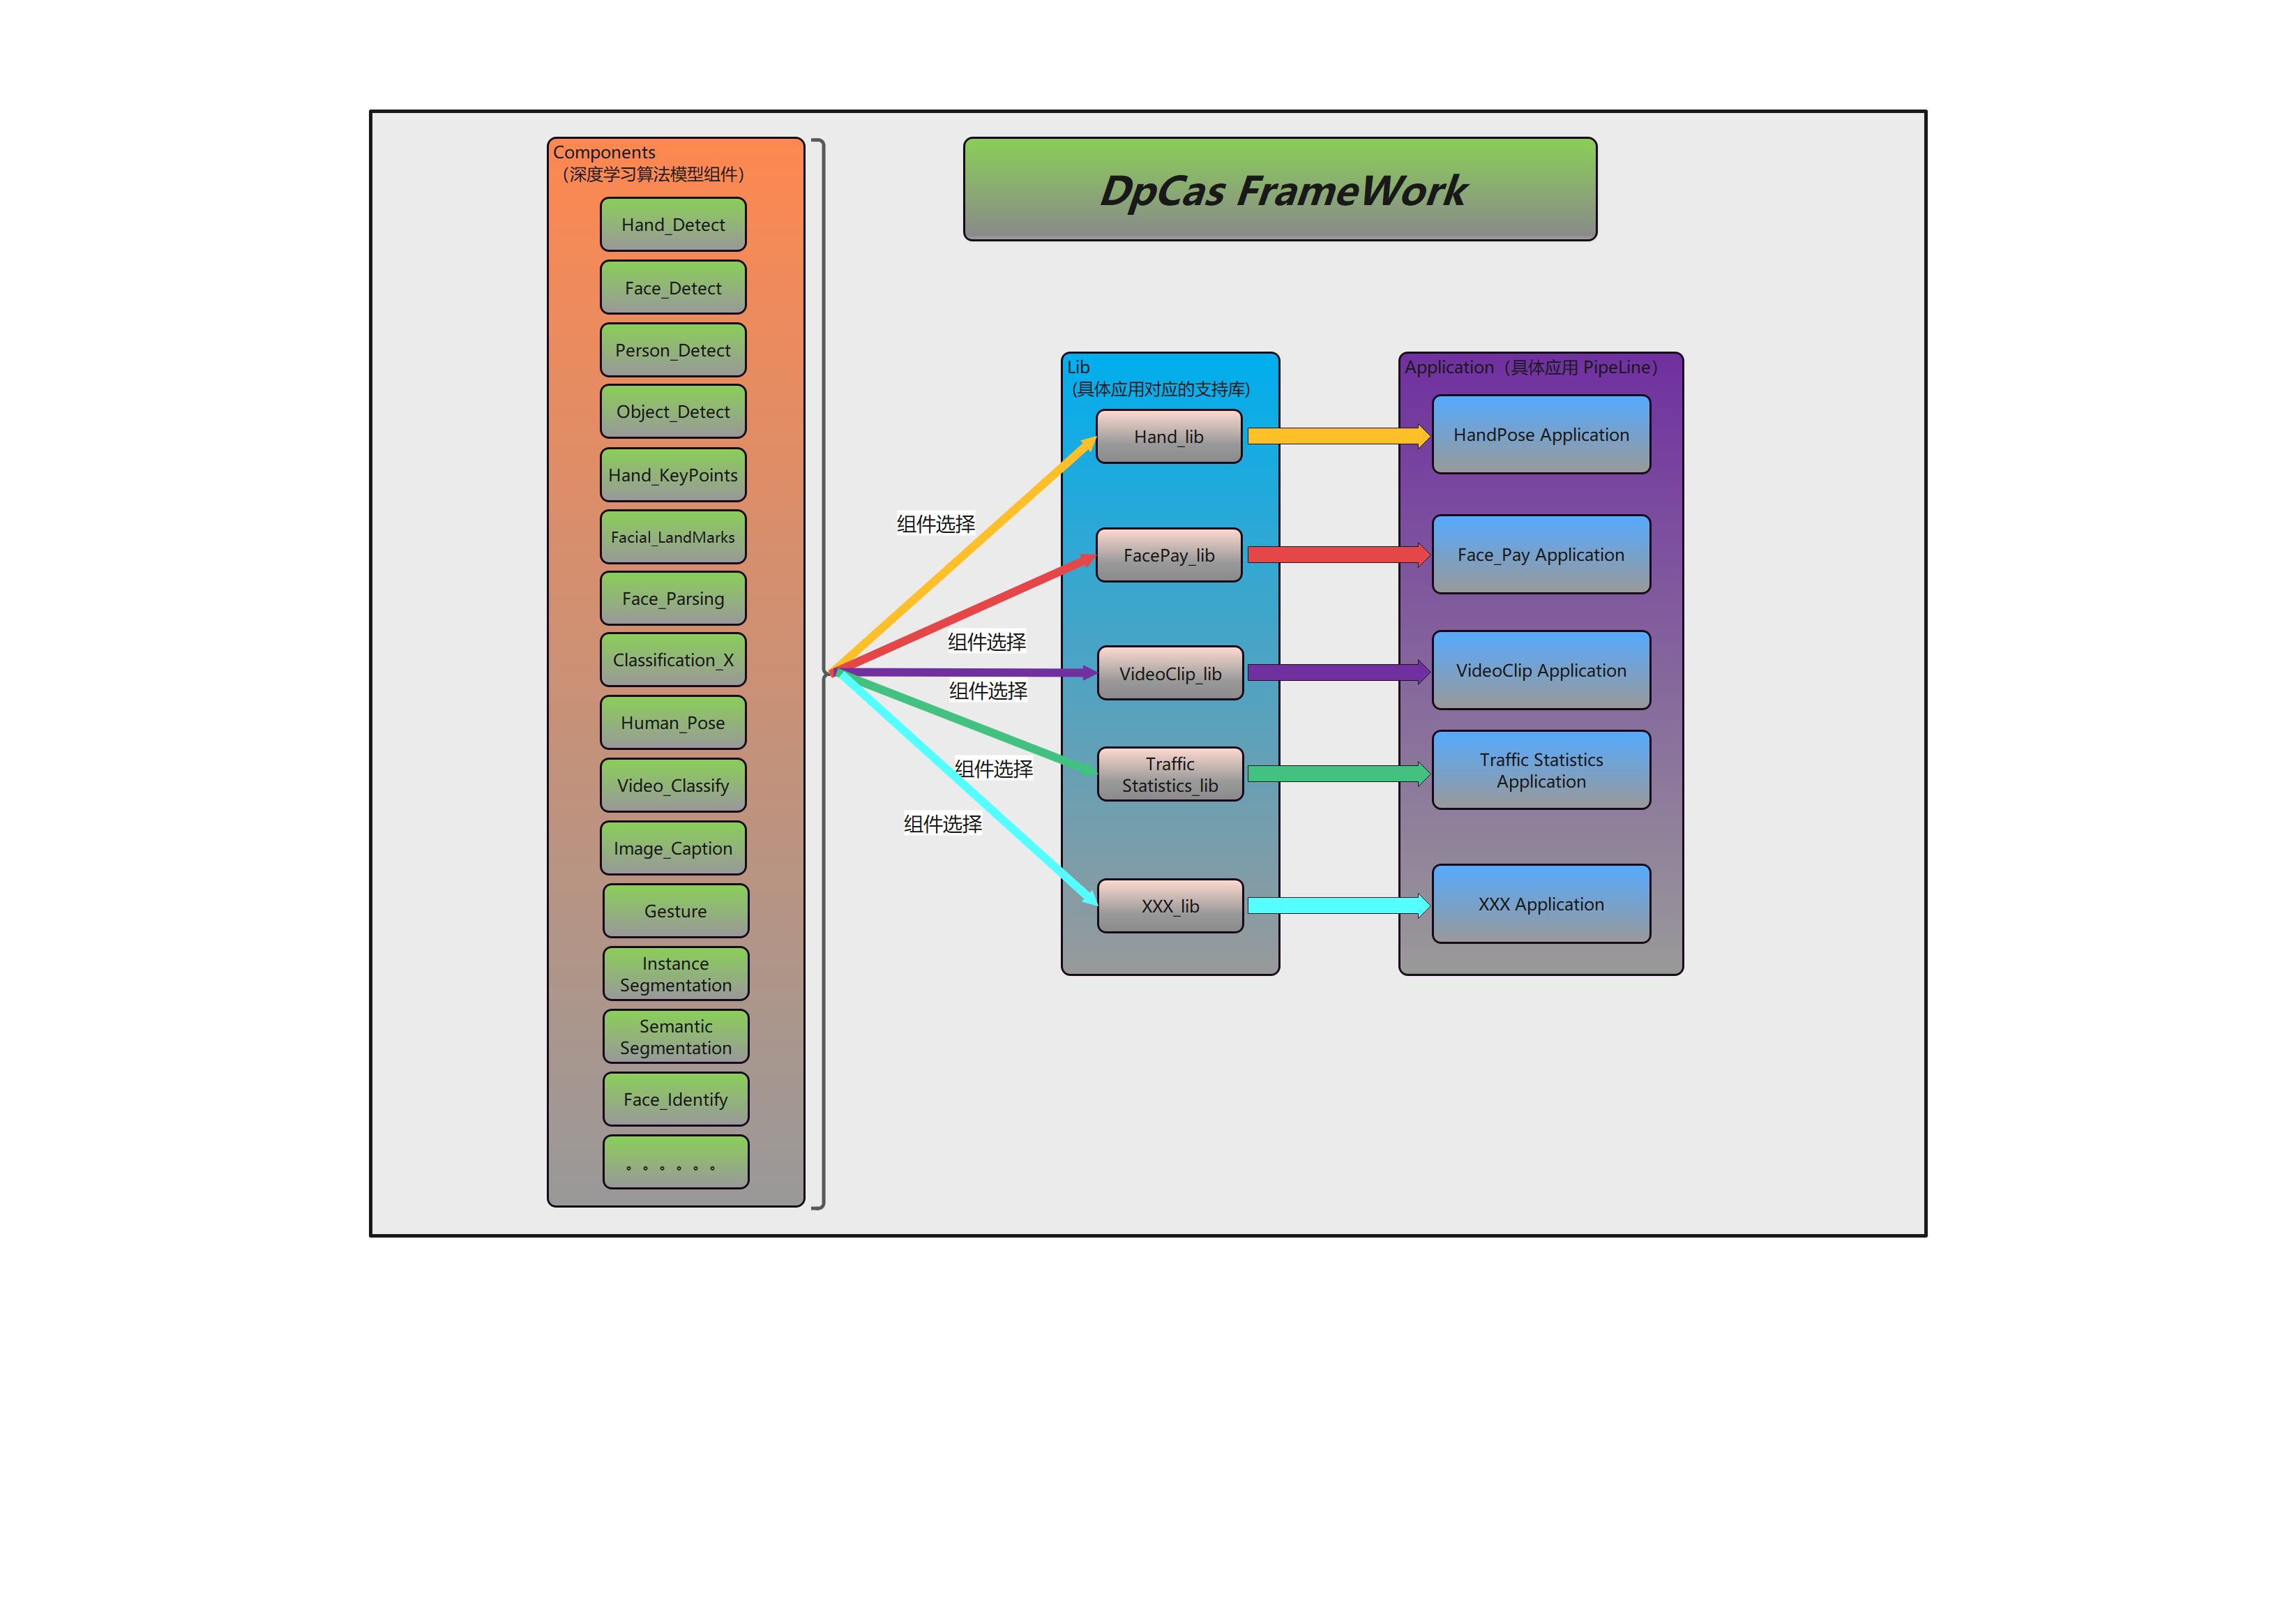 DpCas FrameWork
Components
（深度学习算法模型组件）
Hand_Detect
Face_Detect
Person_Detect
Object_Detect
Hand_KeyPoints
Facial_LandMarks
Face_Parsing
Classification_X
Human_Pose
Video_Classify
Image_Caption
Gesture
Instance
Segmentation
Semantic
Segmentation
Face_Identify
。。。。。。
组件选择
组件选择
组件选择
组件选择
组件选择
Lib
(具体应用对应的支持库)
Hand_lib
FacePay_lib
VideoClip_lib
Traffic
Statistics_lib
XXX_lib
Application（具体应用 PipeLine）
HandPose Application
Face_Pay Application
VideoClip Application
Traffic Statistics
Application
XXX Application